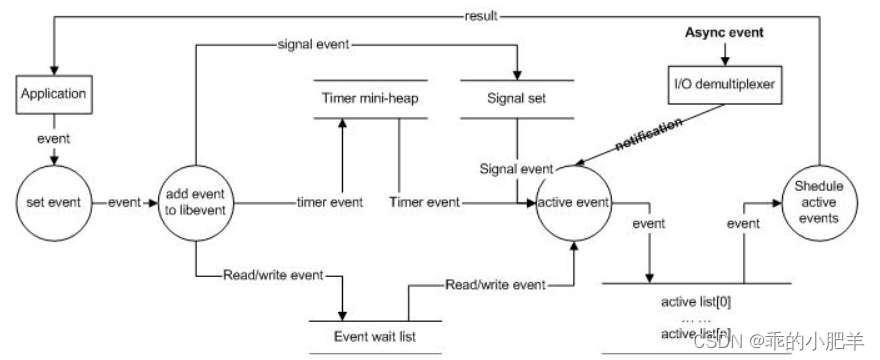 result
signal event
Async event
Application
Timer mini-heap
Signal set
I/O demultiplexer
notification
event
Signal event
set event
event
add event
to libevent
timer event
Timer event
active event
Shedule
active
events
event
event
Read/write event
Read/write event
active list[0]
... ...
active list[n]
Event wait list
CSDN @乖的小肥羊